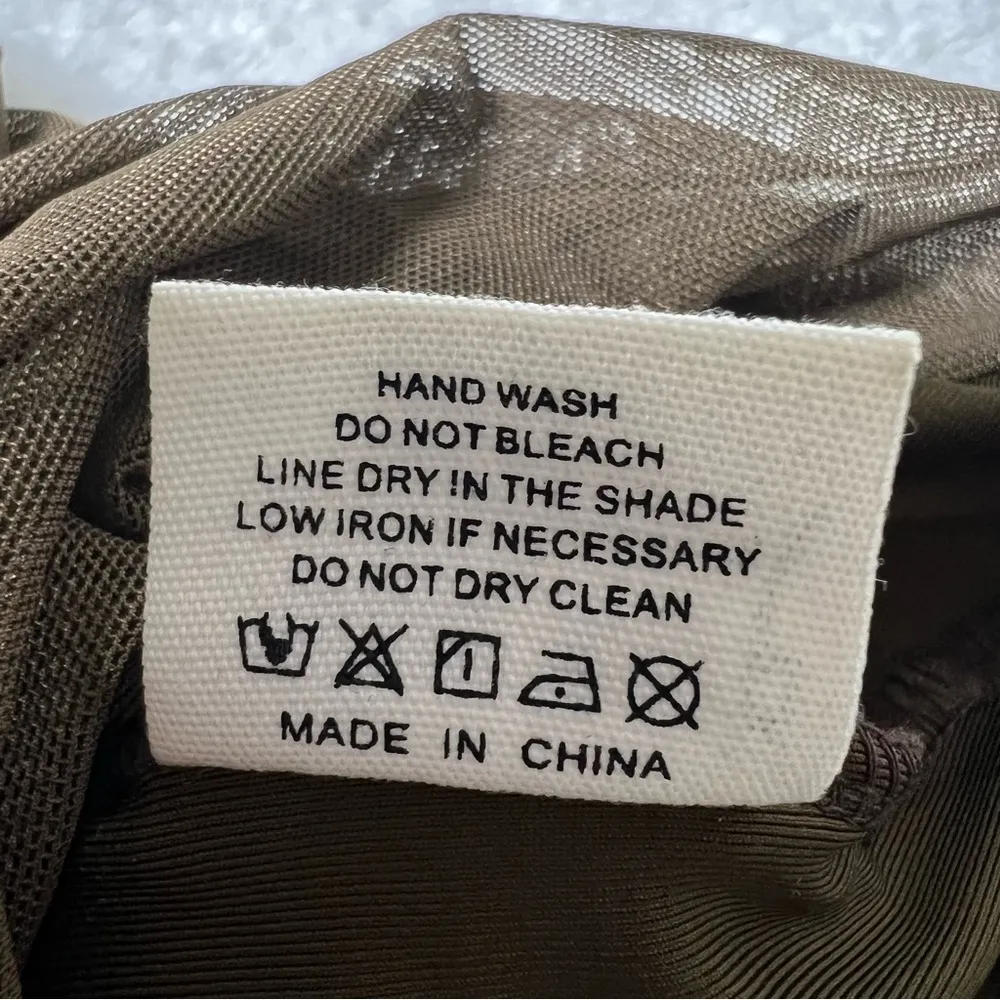 HAND WASH
DO NOT BLEACH
LINE DRY IN THE SHADE
LOW IRON IF NECESSARY
DO NOT DRY CLEAN
MADE IN CHINA